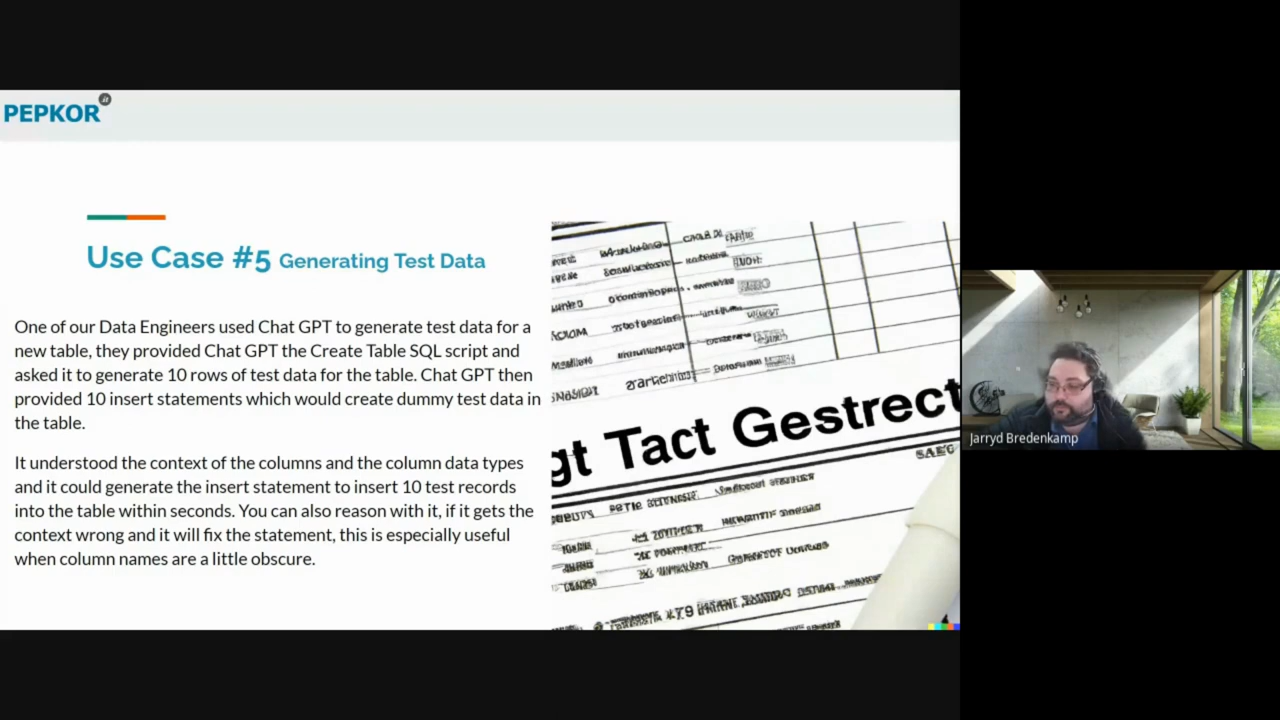 PEPKOR it
Use Case #5 Generating Test Data
One of our Data Engineers used Chat GPT to generate test data for a
new table, they provided Chat GPT the Create Table SQL script and
asked it to generate 10 rows of test data for the table. Chat GPT then
provided 10 insert statements which would create dummy test data in
the table.
It understood the context of the columns and the column data types
and it could generate the insert statement to insert 10 test records
into the table within seconds. You can also reason with it, if it gets the
context wrong and it will fix the statement, this is especially useful
when column names are a little obscure.
gt Tact Gestrect
Jarryd Bredenkamp